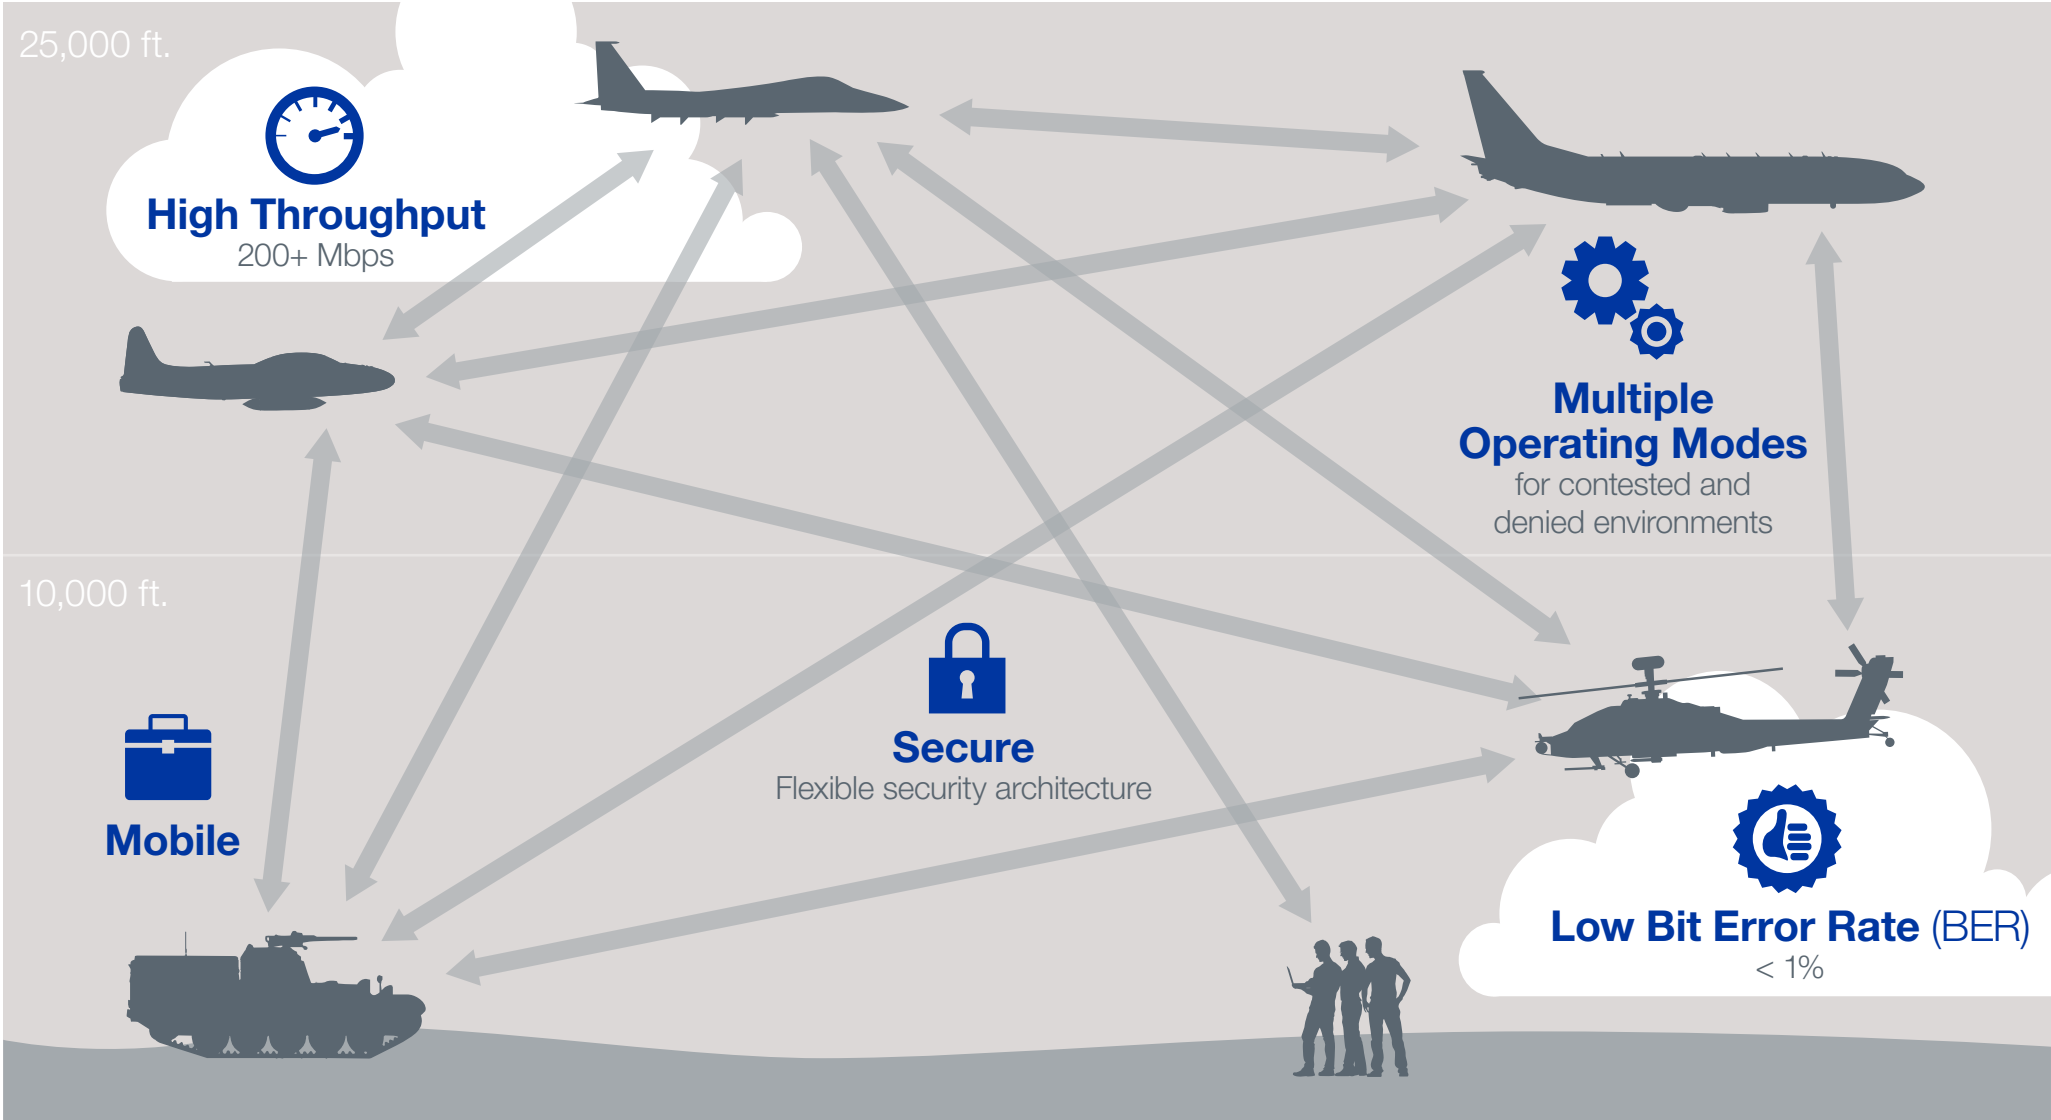 25,000 ft.
High Throughput
200+ Mbps
Multiple
Operating Modes
for contested and
denied environments
10,000 ft.
Secure
Flexible security architecture
Mobile
Low Bit Error Rate (BER)
< 1%